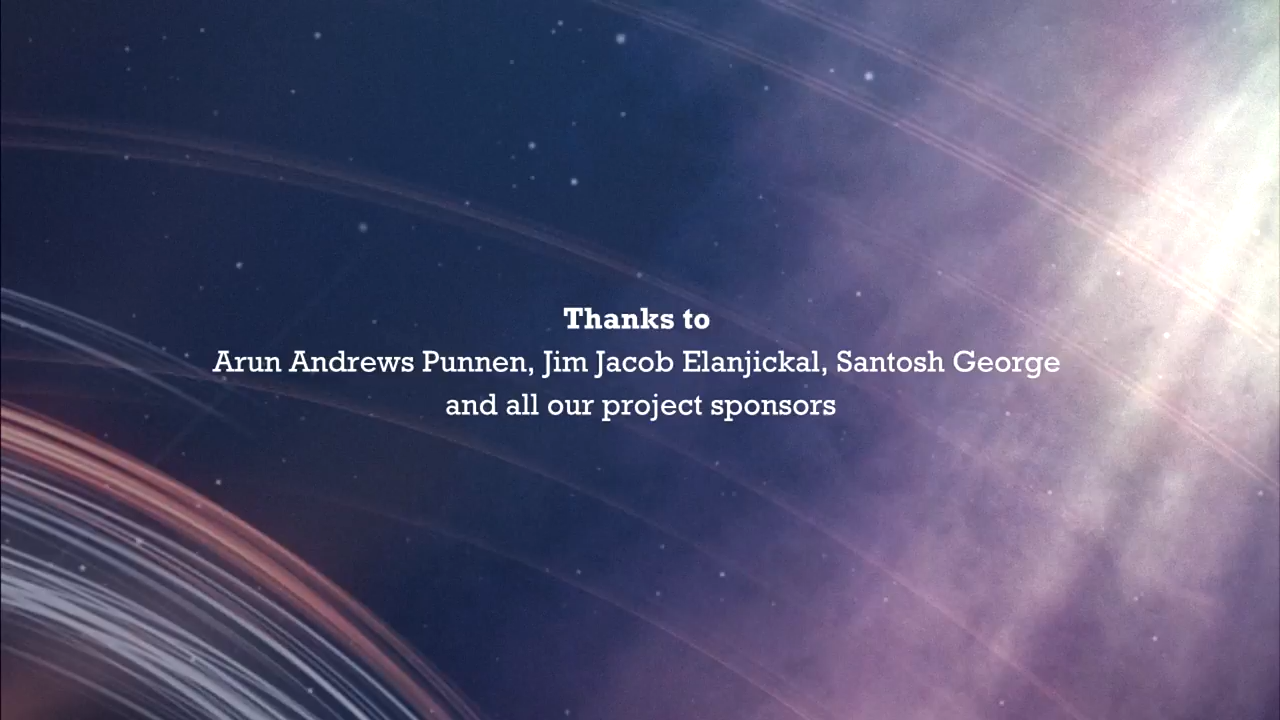 Thanks to
Arun Andrews Punnen, Jim Jacob Elanjickal, Santosh George
and all our project sponsors